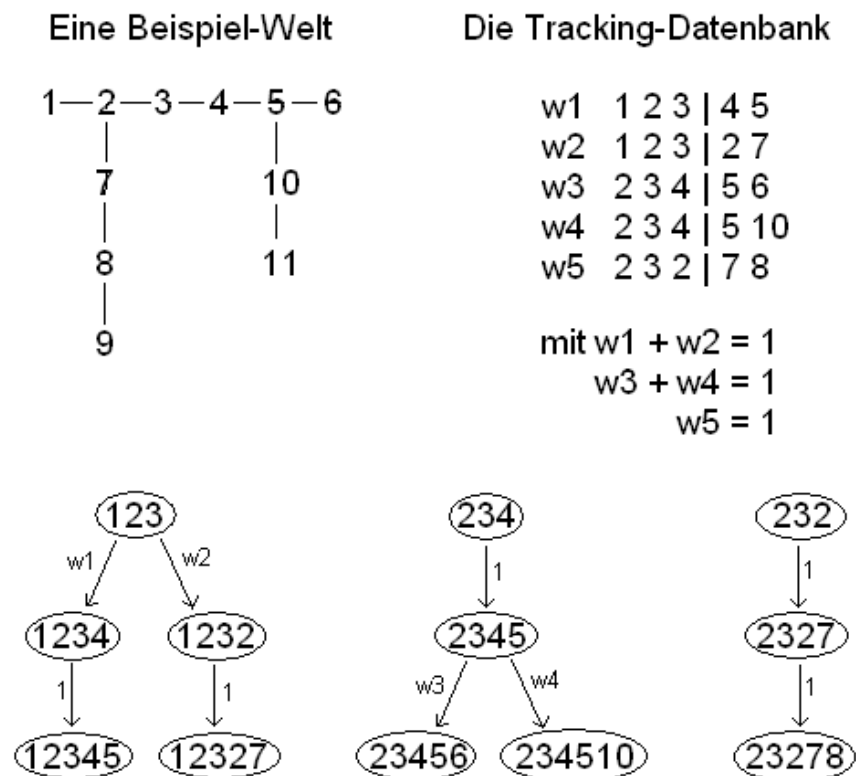 Eine Beispiel-Welt
1 2 3 4 5 6
7 10
8 11
9
Die Tracking-Datenbank
w1 1 2 3 | 4 5
w2 1 2 3 | 2 7
w3 2 3 4 | 5 6
w4 2 3 4 | 5 10
w5 2 3 2 | 7 8
mit w1 + w2 = 1
w3 + w4 = 1
w5 = 1
123
w1 w2
1234 1232
1 1
12345 12327
234
1
2345
w3 w4
23456 234510
232
1
2327
1
23278